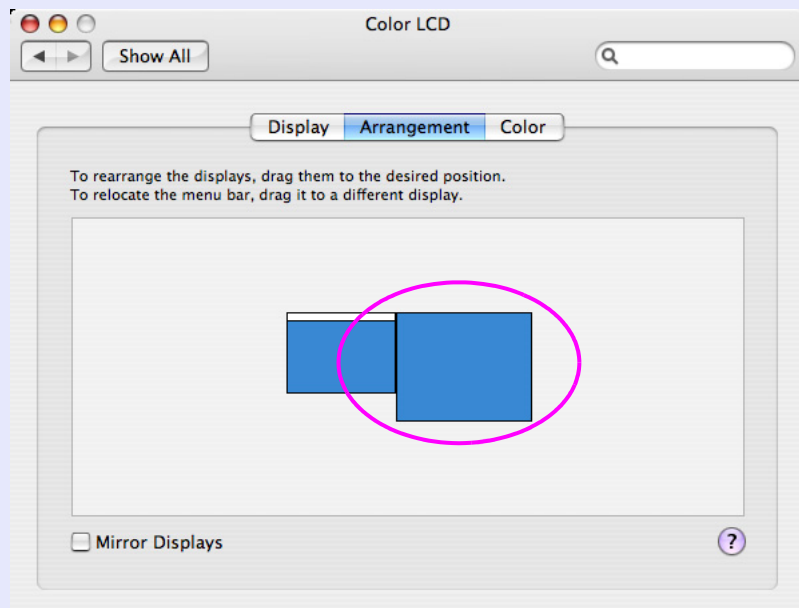 Color LCD
Show All
Display Arrangement Color
To rearrange the displays, drag them to the desired position.
To relocate the menu bar, drag it to a different display.
Mirror Displays
?